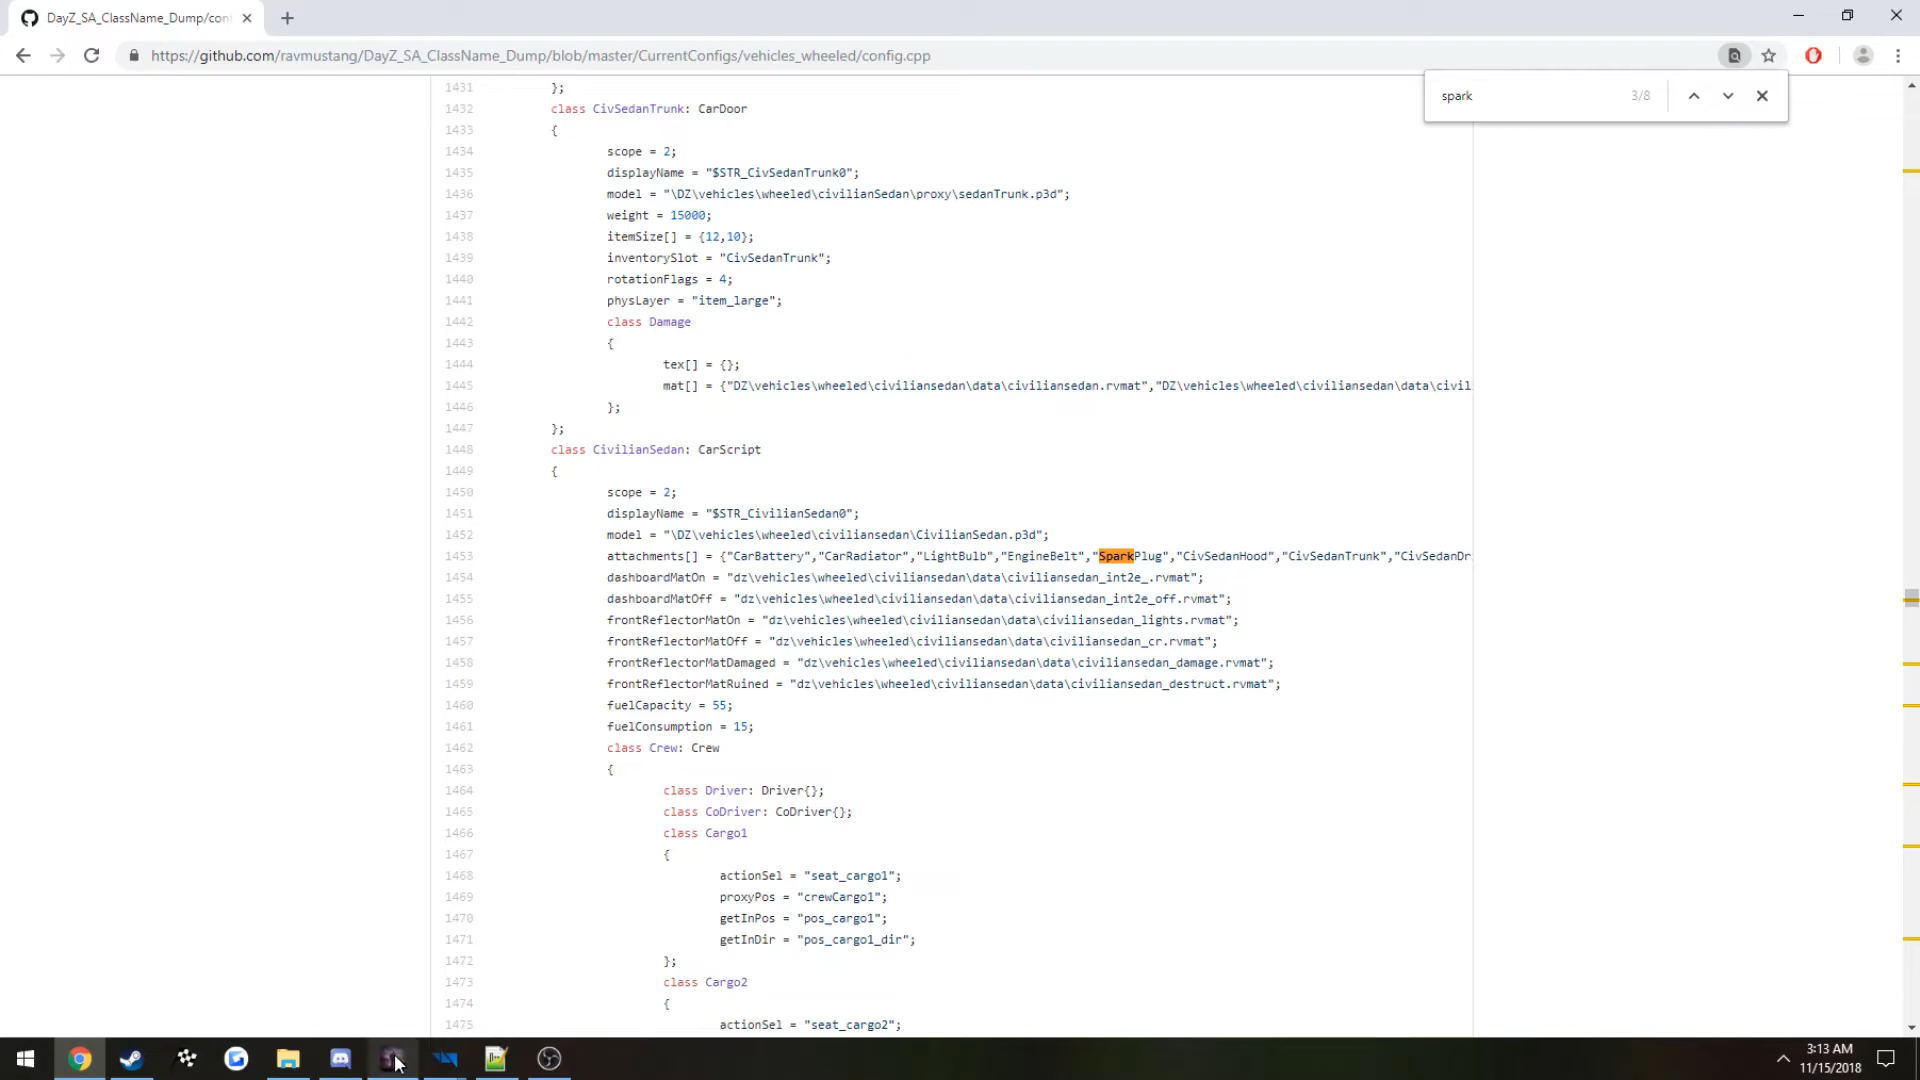 DayZ_SA_ClassName_Dump/con
https://github.com/ravmustang/DayZ_SA_ClassName_Dump/blob/master/CurrentConfigs/vehicles_wheeled/config.cpp
spark 3/8
1431 };
1432 class CivSedanTrunk: CarDoor
1433 {
1434 scope = 2;
1435 displayName = "$STR_CivSedanTrunk0";
1436 model = "\DZ\vehicles\wheeled\civilianSedan\proxy\sedanTrunk.p3d";
1437 weight = 15000;
1438 itemSize[] = {12,10};
1439 inventorySlot = "CivSedanTrunk";
1440 rotationFlags = 4;
1441 physLayer = "item_large";
1442 class Damage
1443 {
1444 tex[] = {};
1445 mat[] = {"DZ\vehicles\wheeled\civiliansedan\data\civiliansedan.rvmat","DZ\vehicles\wheeled\civiliansedan\data\civil
1446 };
1447 };
1448 class CivilianSedan: CarScript
1449 {
1450 scope = 2;
1451 displayName = "$STR_CivilianSedan0";
1452 model = "\DZ\vehicles\wheeled\civiliansedan\CivilianSedan.p3d";
1453 attachments[] = {"CarBattery","CarRadiator","LightBulb","EngineBelt","SparkPlug","CivSedanHood","CivSedanTrunk","CivSedanDr
1454 dashboardMatOn = "dz\vehicles\wheeled\civiliansedan\data\civiliansedan_int2e_.rvmat";
1455 dashboardMatOff = "dz\vehicles\wheeled\civiliansedan\data\civiliansedan_int2e_off.rvmat";
1456 frontReflectorMatOn = "dz\vehicles\wheeled\civiliansedan\data\civiliansedan_lights.rvmat";
1457 frontReflectorMatOff = "dz\vehicles\wheeled\civiliansedan\data\civiliansedan_cr.rvmat";
1458 frontReflectorMatDamaged = "dz\vehicles\wheeled\civiliansedan\data\civiliansedan_damage.rvmat";
1459 frontReflectorMatRuined = "dz\vehicles\wheeled\civiliansedan\data\civiliansedan_destruct.rvmat";
1460 fuelCapacity = 55;
1461 fuelConsumption = 15;
1462 class Crew: Crew
1463 {
1464 class Driver: Driver{};
1465 class CoDriver: CoDriver{};
1466 class Cargo1
1467 {
1468 actionSel = "seat_cargo1";
1469 proxyPos = "crewCargo1";
1470 getInPos = "pos_cargo1";
1471 getInDir = "pos_cargo1_dir";
1472 };
1473 class Cargo2
1474 {
1475 actionSel = "seat_cargo2";
3:13 AM
11/15/2018